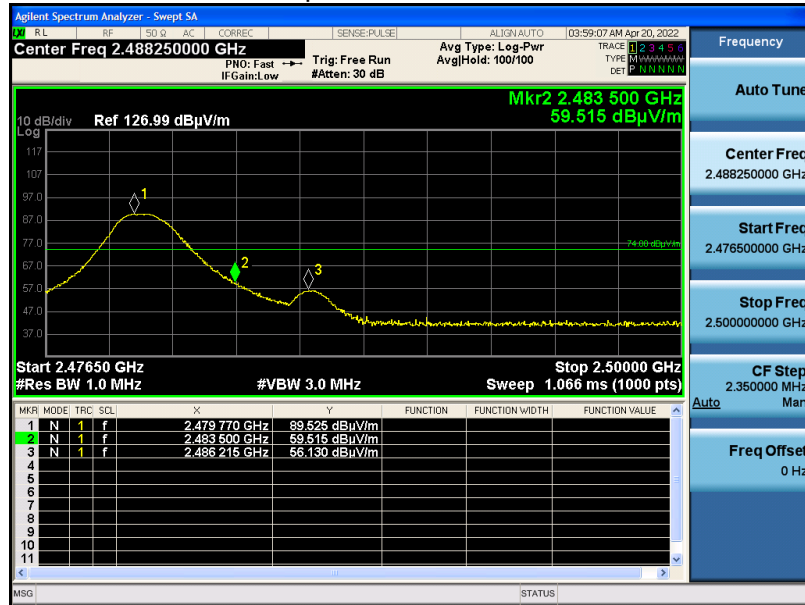 Agilent Spectrum Analyzer - Swept SA
LXI RL RF 50 Ω AC CORREC SENSE:PULSE ALIGN AUTO 03:59:07 AM Apr 20, 2022
Center Freq 2.488250000 GHz
PNO: Fast
IFGain:Low
Trig: Free Run
#Atten: 30 dB
Avg Type: Log-Pwr
Avg|Hold: 100/100
TRACE 1 2 3 4 5 6
TYPE M WWWWW
DET P N N N N N
Mkr2 2.483 500 GHz
59.515 dBµV/m
10 dB/div Ref 126.99 dBµV/m
Log
117
107
97.0
87.0
77.0
67.0
57.0
47.0
37.0
1
2
3
74.00 dBµV/m
Start 2.47650 GHz Stop 2.50000 GHz
#Res BW 1.0 MHz #VBW 3.0 MHz Sweep 1.066 ms (1000 pts)
MKR MODE TRC SCL X Y FUNCTION FUNCTION WIDTH FUNCTION VALUE
1 N 1 f 2.479 770 GHz 89.525 dBµV/m
2 N 1 f 2.483 500 GHz 59.515 dBµV/m
3 N 1 f 2.486 215 GHz 56.130 dBµV/m
4
5
6
7
8
9
10
11
MSG STATUS
Frequency
Auto Tune
Center Freq
2.488250000 GHz
Start Freq
2.476500000 GHz
Stop Freq
2.500000000 GHz
CF Step
2.350000 MHz
Auto Man
Freq Offset
0 Hz